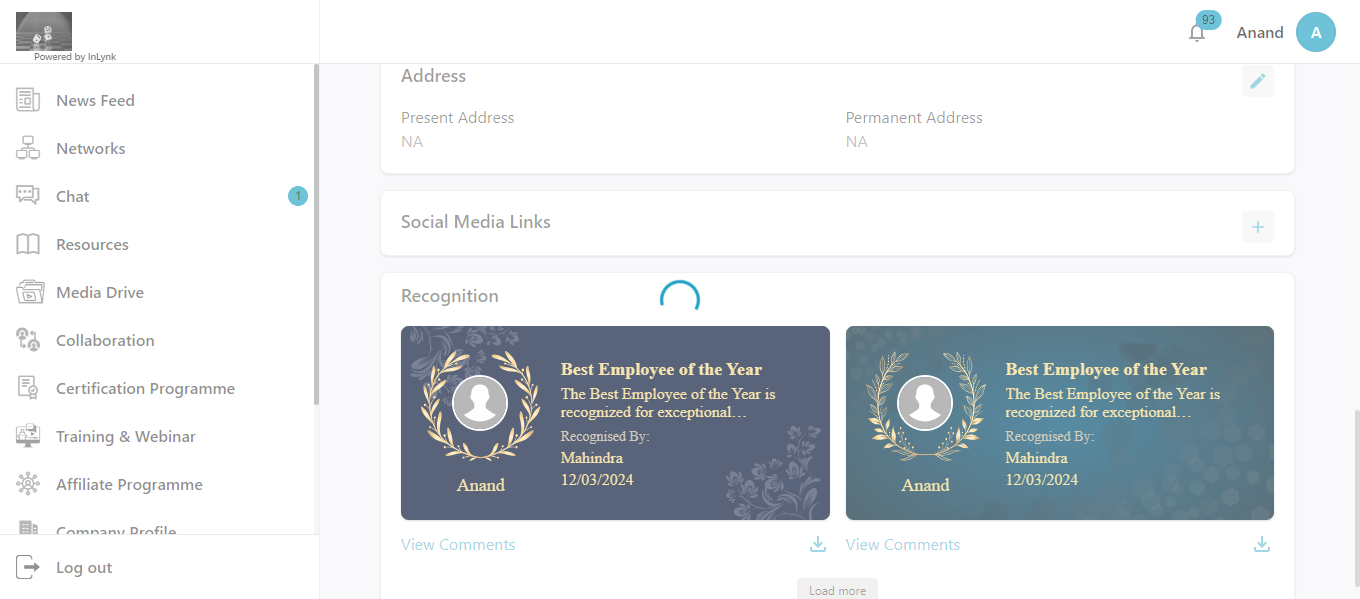 Powered by InLynk
93
Anand
A
News Feed
Networks
Chat
1
Resources
Media Drive
Collaboration
Certification Programme
Training & Webinar
Affiliate Programme
Company Profile
Log out
Address
Present Address
Permanent Address
NA
NA
Social Media Links
Recognition
Best Employee of the Year
The Best Employee of the Year is
recognized for exceptional...
Recognised By:
Mahindra
12/03/2024
Anand
Best Employee of the Year
The Best Employee of the Year is
recognized for exceptional...
Recognised By:
Mahindra
12/03/2024
Anand
View Comments
View Comments
Load more